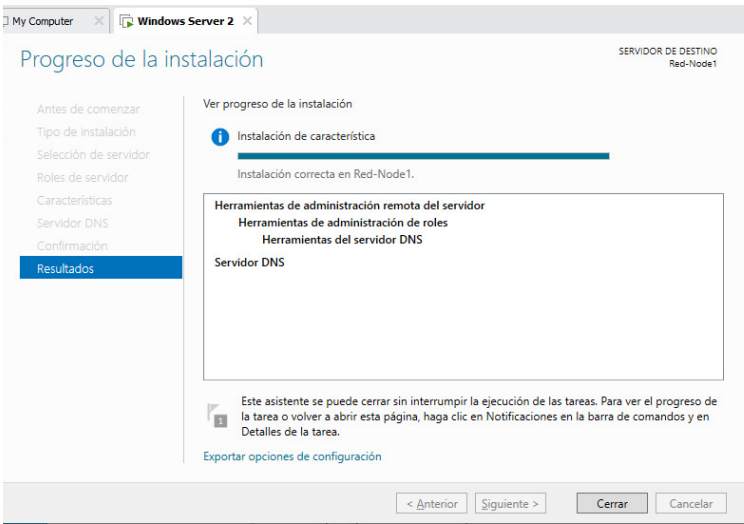 My Computer
Windows Server 2
Progreso de la instalación
SERVIDOR DE DESTINO
Red-Node1
Antes de comenzar
Tipo de instalación
Selección de servidor
Roles de servidor
Características
Servidor DNS
Confirmación
Resultados
Ver progreso de la instalación
Instalación de característica
Instalación correcta en Red-Node1.
Herramientas de administración remota del servidor
Herramientas de administración de roles
Herramientas del servidor DNS
Servidor DNS
1
Este asistente se puede cerrar sin interrumpir la ejecución de las tareas. Para ver el progreso de
la tarea o volver a abrir esta página, haga clic en Notificaciones en la barra de comandos y en
Detalles de la tarea.
Exportar opciones de configuración
< Anterior
Siguiente >
Cerrar
Cancelar